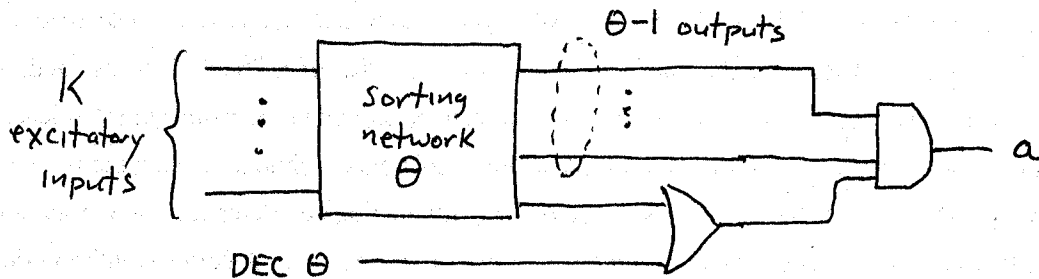 θ-1 outputs
K
excitatory
inputs
sorting
network
θ
a
DEC θ